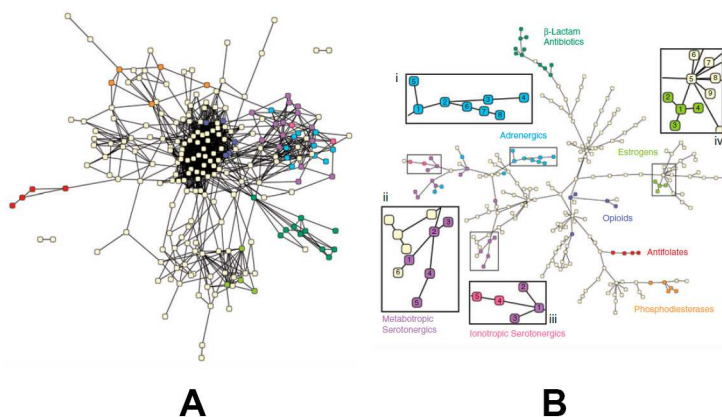 β-Lactam
Antibiotics
i
5
1
2
3
4
6
7
8
Adrenergics
6
7
5
8
9
2
1
4
3
iv
Estrogens
ii
3
2
1
6
4
5
Opioids
Antifolates
Metabotropic
Serotonergics
2
5
4
1
3
iii
Ionotropic Serotonergics
Phosphodiesterases
A
B